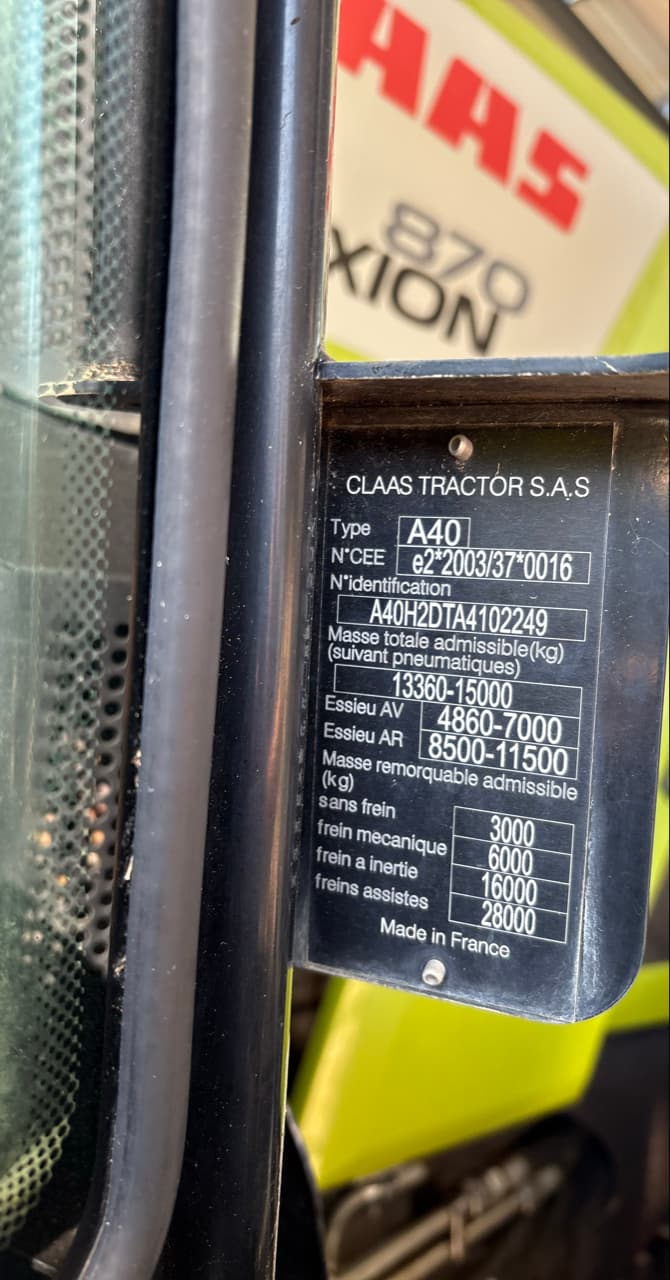 AAS
870
XION
CLAAS TRACTOR S.A.S
Type A40
N°CEE e2*2003/37*0016
N°identification
A40H2DTA4102249
Masse totale admissible(kg)
(suivant pneumatiques)
13360-15000
Essieu AV 4860-7000
Essieu AR 8500-11500
Masse remorquable admissible
(kg)
sans frein 3000
frein mecanique 6000
frein a inertie 16000
freins assistes 28000
Made in France